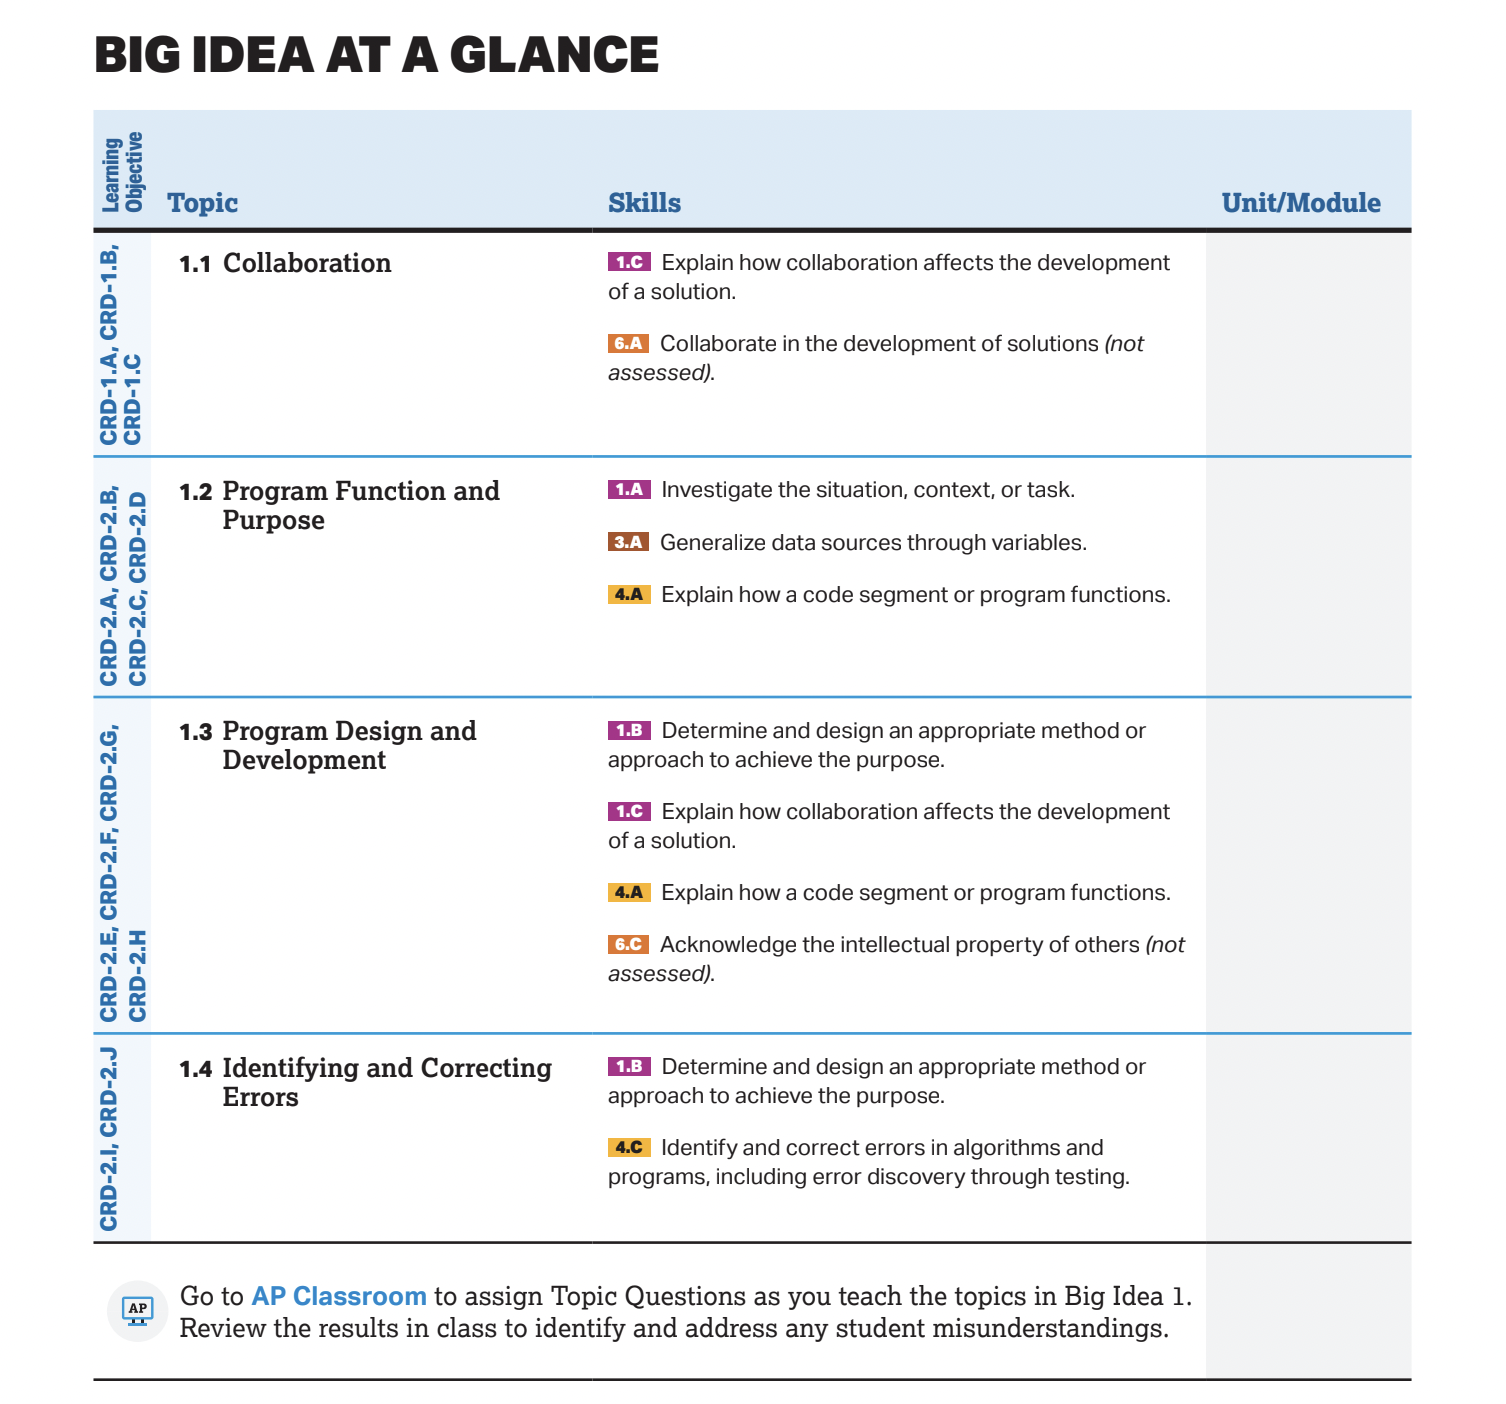 BIG IDEA AT A GLANCE
Learning
Objective
Topic
Skills
Unit/Module
CRD-1.A, CRD-1.B,
CRD-1.C
1.1 Collaboration
1.C Explain how collaboration affects the development
of a solution.
6.A Collaborate in the development of solutions (not
assessed).
CRD-2.A, CRD-2.B,
CRD-2.C, CRD-2.D
1.2 Program Function and
Purpose
1.A Investigate the situation, context, or task.
3.A Generalize data sources through variables.
4.A Explain how a code segment or program functions.
CRD-2.E, CRD-2.F, CRD-2.G,
CRD-2.H
1.3 Program Design and
Development
1.B Determine and design an appropriate method or
approach to achieve the purpose.
1.C Explain how collaboration affects the development
of a solution.
4.A Explain how a code segment or program functions.
6.C Acknowledge the intellectual property of others (not
assessed).
CRD-2.I, CRD-2.J
1.4 Identifying and Correcting
Errors
1.B Determine and design an appropriate method or
approach to achieve the purpose.
4.C Identify and correct errors in algorithms and
programs, including error discovery through testing.
AP
Go to AP Classroom to assign Topic Questions as you teach the topics in Big Idea 1.
Review the results in class to identify and address any student misunderstandings.